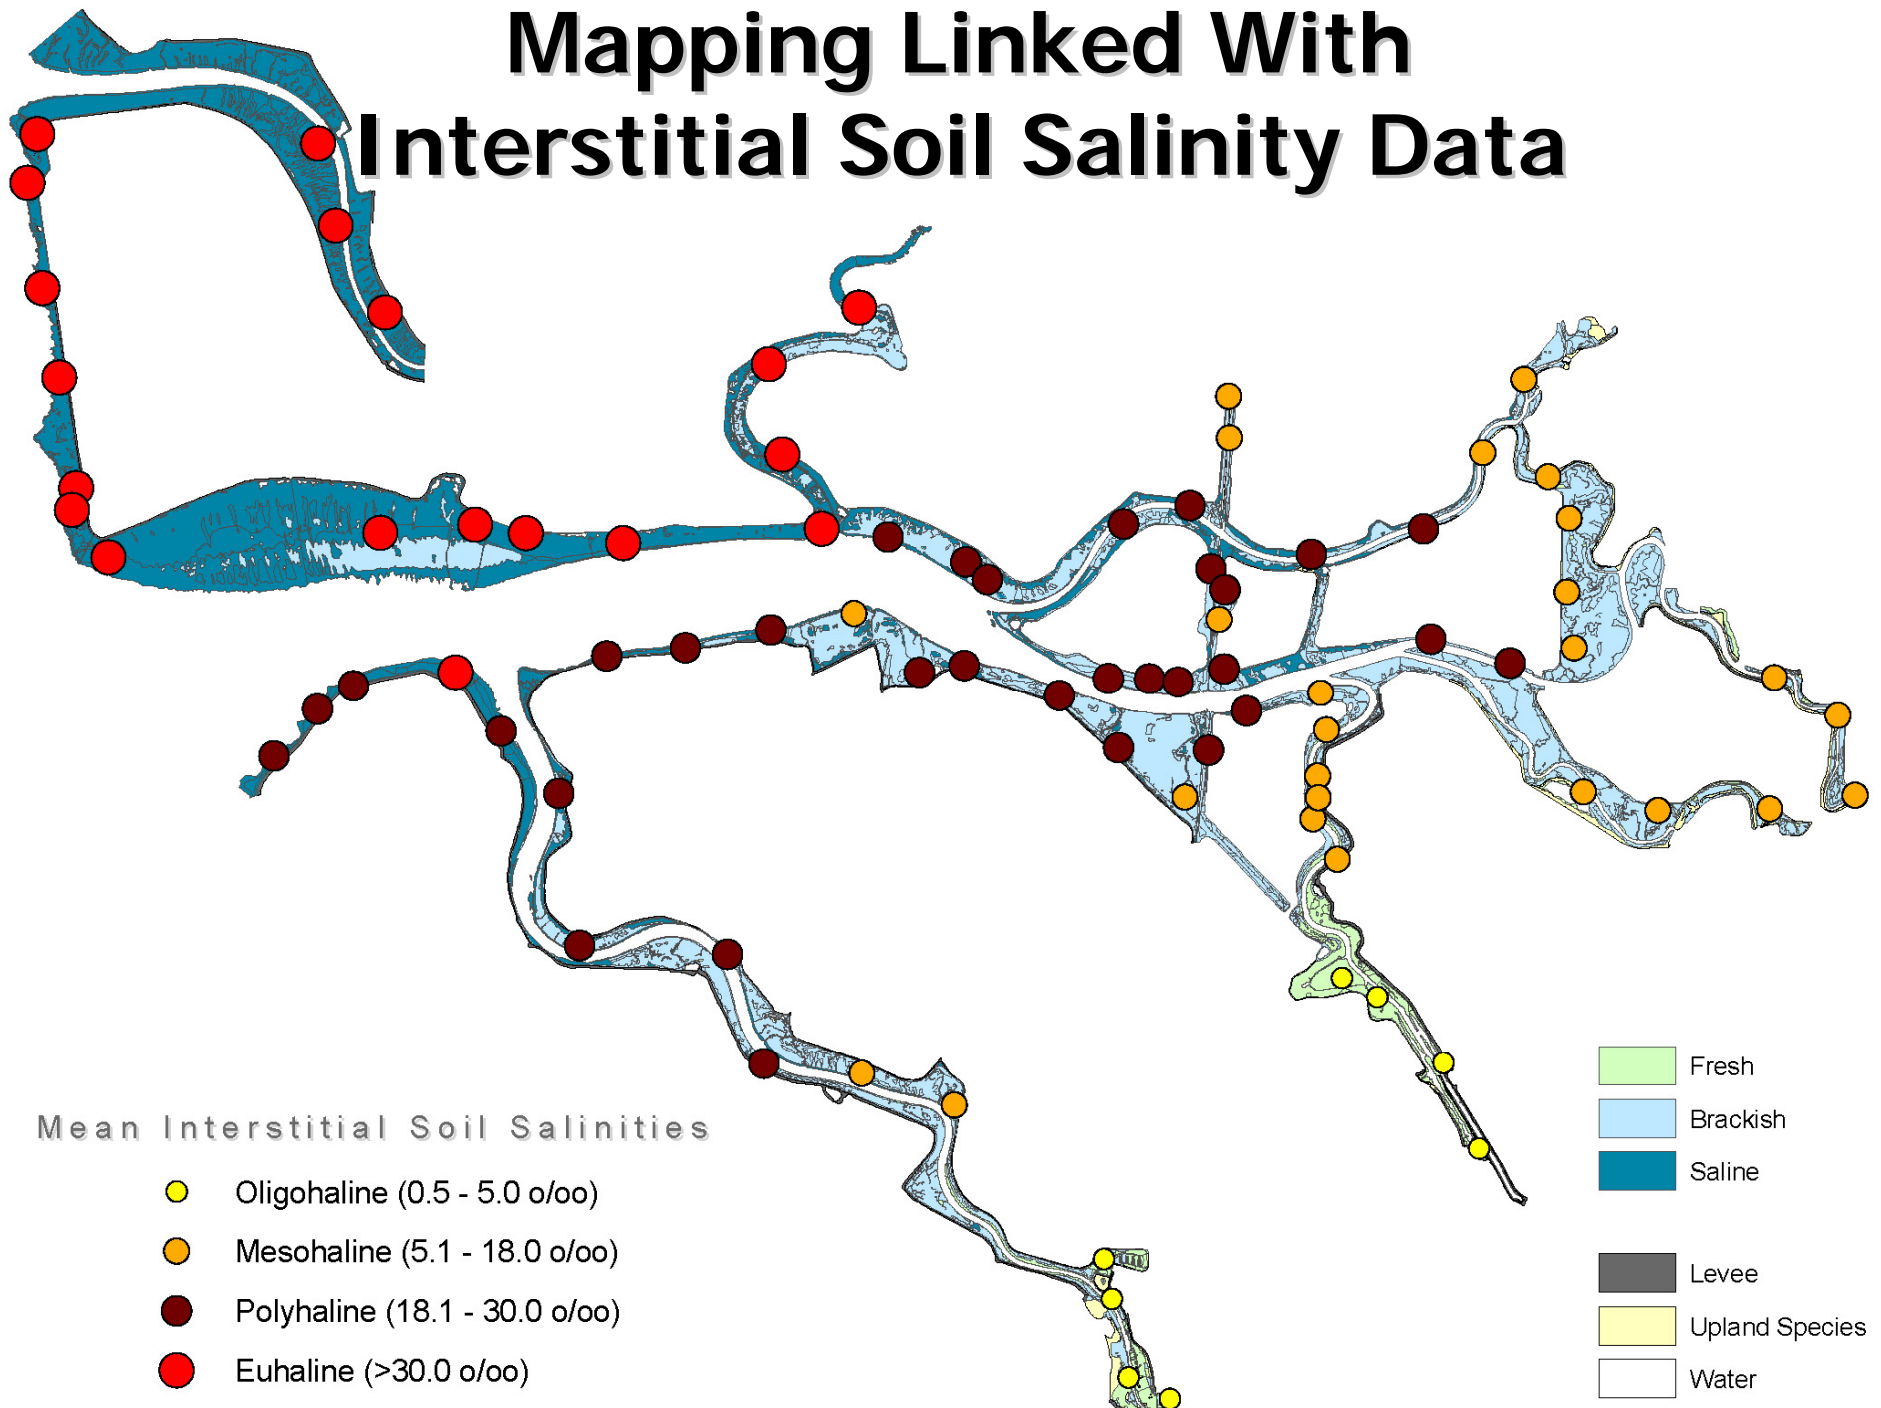 Mapping Linked With
Interstitial Soil Salinity Data
Mean Interstitial Soil Salinities
Oligohaline (0.5 - 5.0 o/oo)
Mesohaline (5.1 - 18.0 o/oo)
Polyhaline (18.1 - 30.0 o/oo)
Euhaline (>30.0 o/oo)
Fresh
Brackish
Saline
Levee
Upland Species
Water